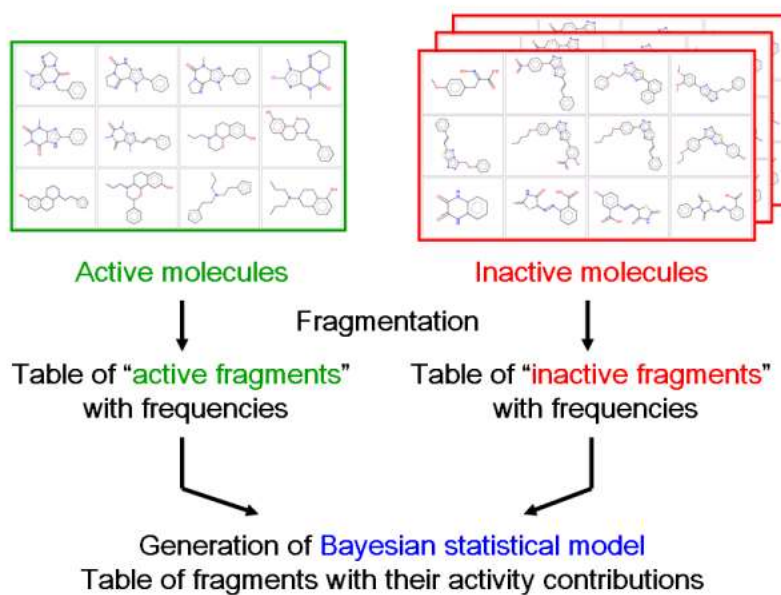 Active molecules
Inactive molecules
Fragmentation
Table of “active fragments”
with frequencies
Table of “inactive fragments”
with frequencies
Generation of Bayesian statistical model
Table of fragments with their activity contributions